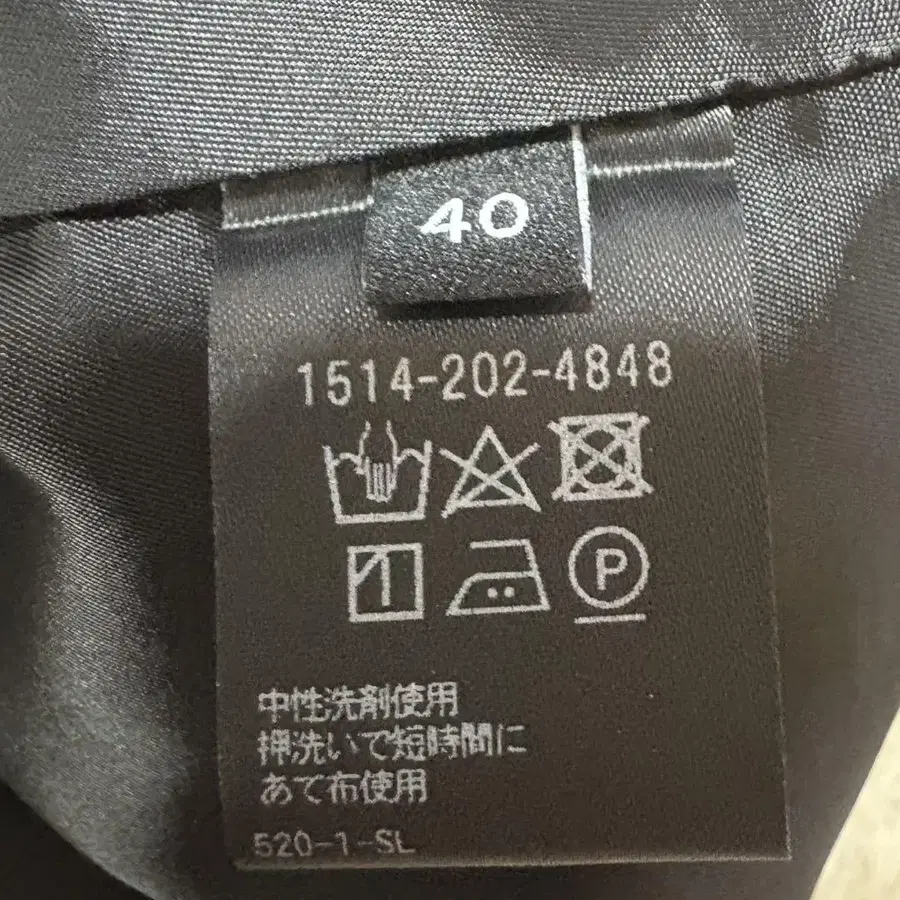 40
1514-202-4848
P
中性洗剤使用
押洗いで短時間に
あて布使用
520-1-SL